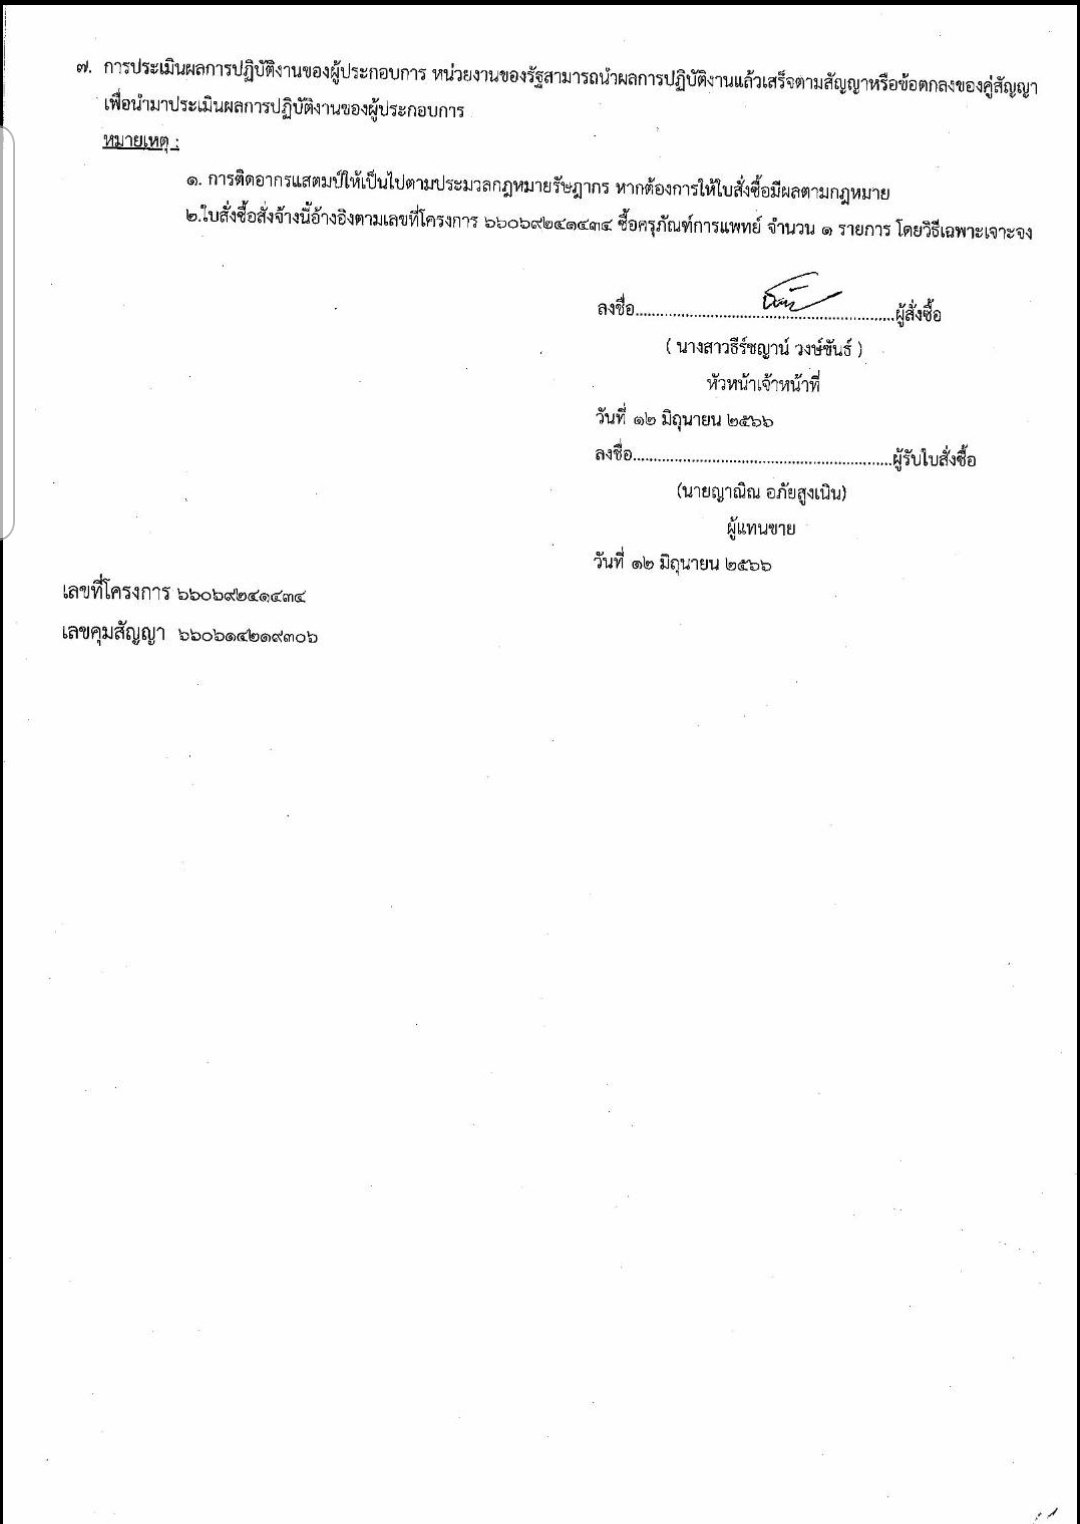 ๗. การประเมินผลการปฏิบัติงานของผู้ประกอบการ หน่วยงานของรัฐสามารถนำผลการปฏิบัติงานแล้วเสร็จตามสัญญาหรือข้อตกลงของคู่สัญญา
เพื่อนำมาประเมินผลการปฏิบัติงานของผู้ประกอบการ
หมายเหตุ :
๑. การติดอากรแสตมป์ให้เป็นไปตามประมวลกฎหมายรัษฎากร หากต้องการให้ใบสั่งซื้อมีผลตามกฎหมาย
๒.ใบสั่งซื้อสั่งจ้างนี้อ้างอิงตามเลขที่โครงการ ๖๖๐๖๙๒๔๑๔๓๔ ซื้อครุภัณฑ์การแพทย์ จำนวน ๑ รายการ โดยวิธีเฉพาะเจาะจง
ลงชื่อ..........................................................ผู้สั่งซื้อ
( นางสาวธีร์ชญาน์ วงษ์ขันธ์ )
หัวหน้าเจ้าหน้าที่
วันที่ ๑๒ มิถุนายน ๒๕๖๖
ลงชื่อ..........................................................ผู้รับใบสั่งซื้อ
(นายญาณิณ อภัยสูงเนิน)
ผู้แทนขาย
วันที่ ๑๒ มิถุนายน ๒๕๖๖
เลขที่โครงการ ๖๖๐๖๙๒๔๑๔๓๔
เลขคุมสัญญา ๖๖๐๖๑๔๒๑๙๓๐๖